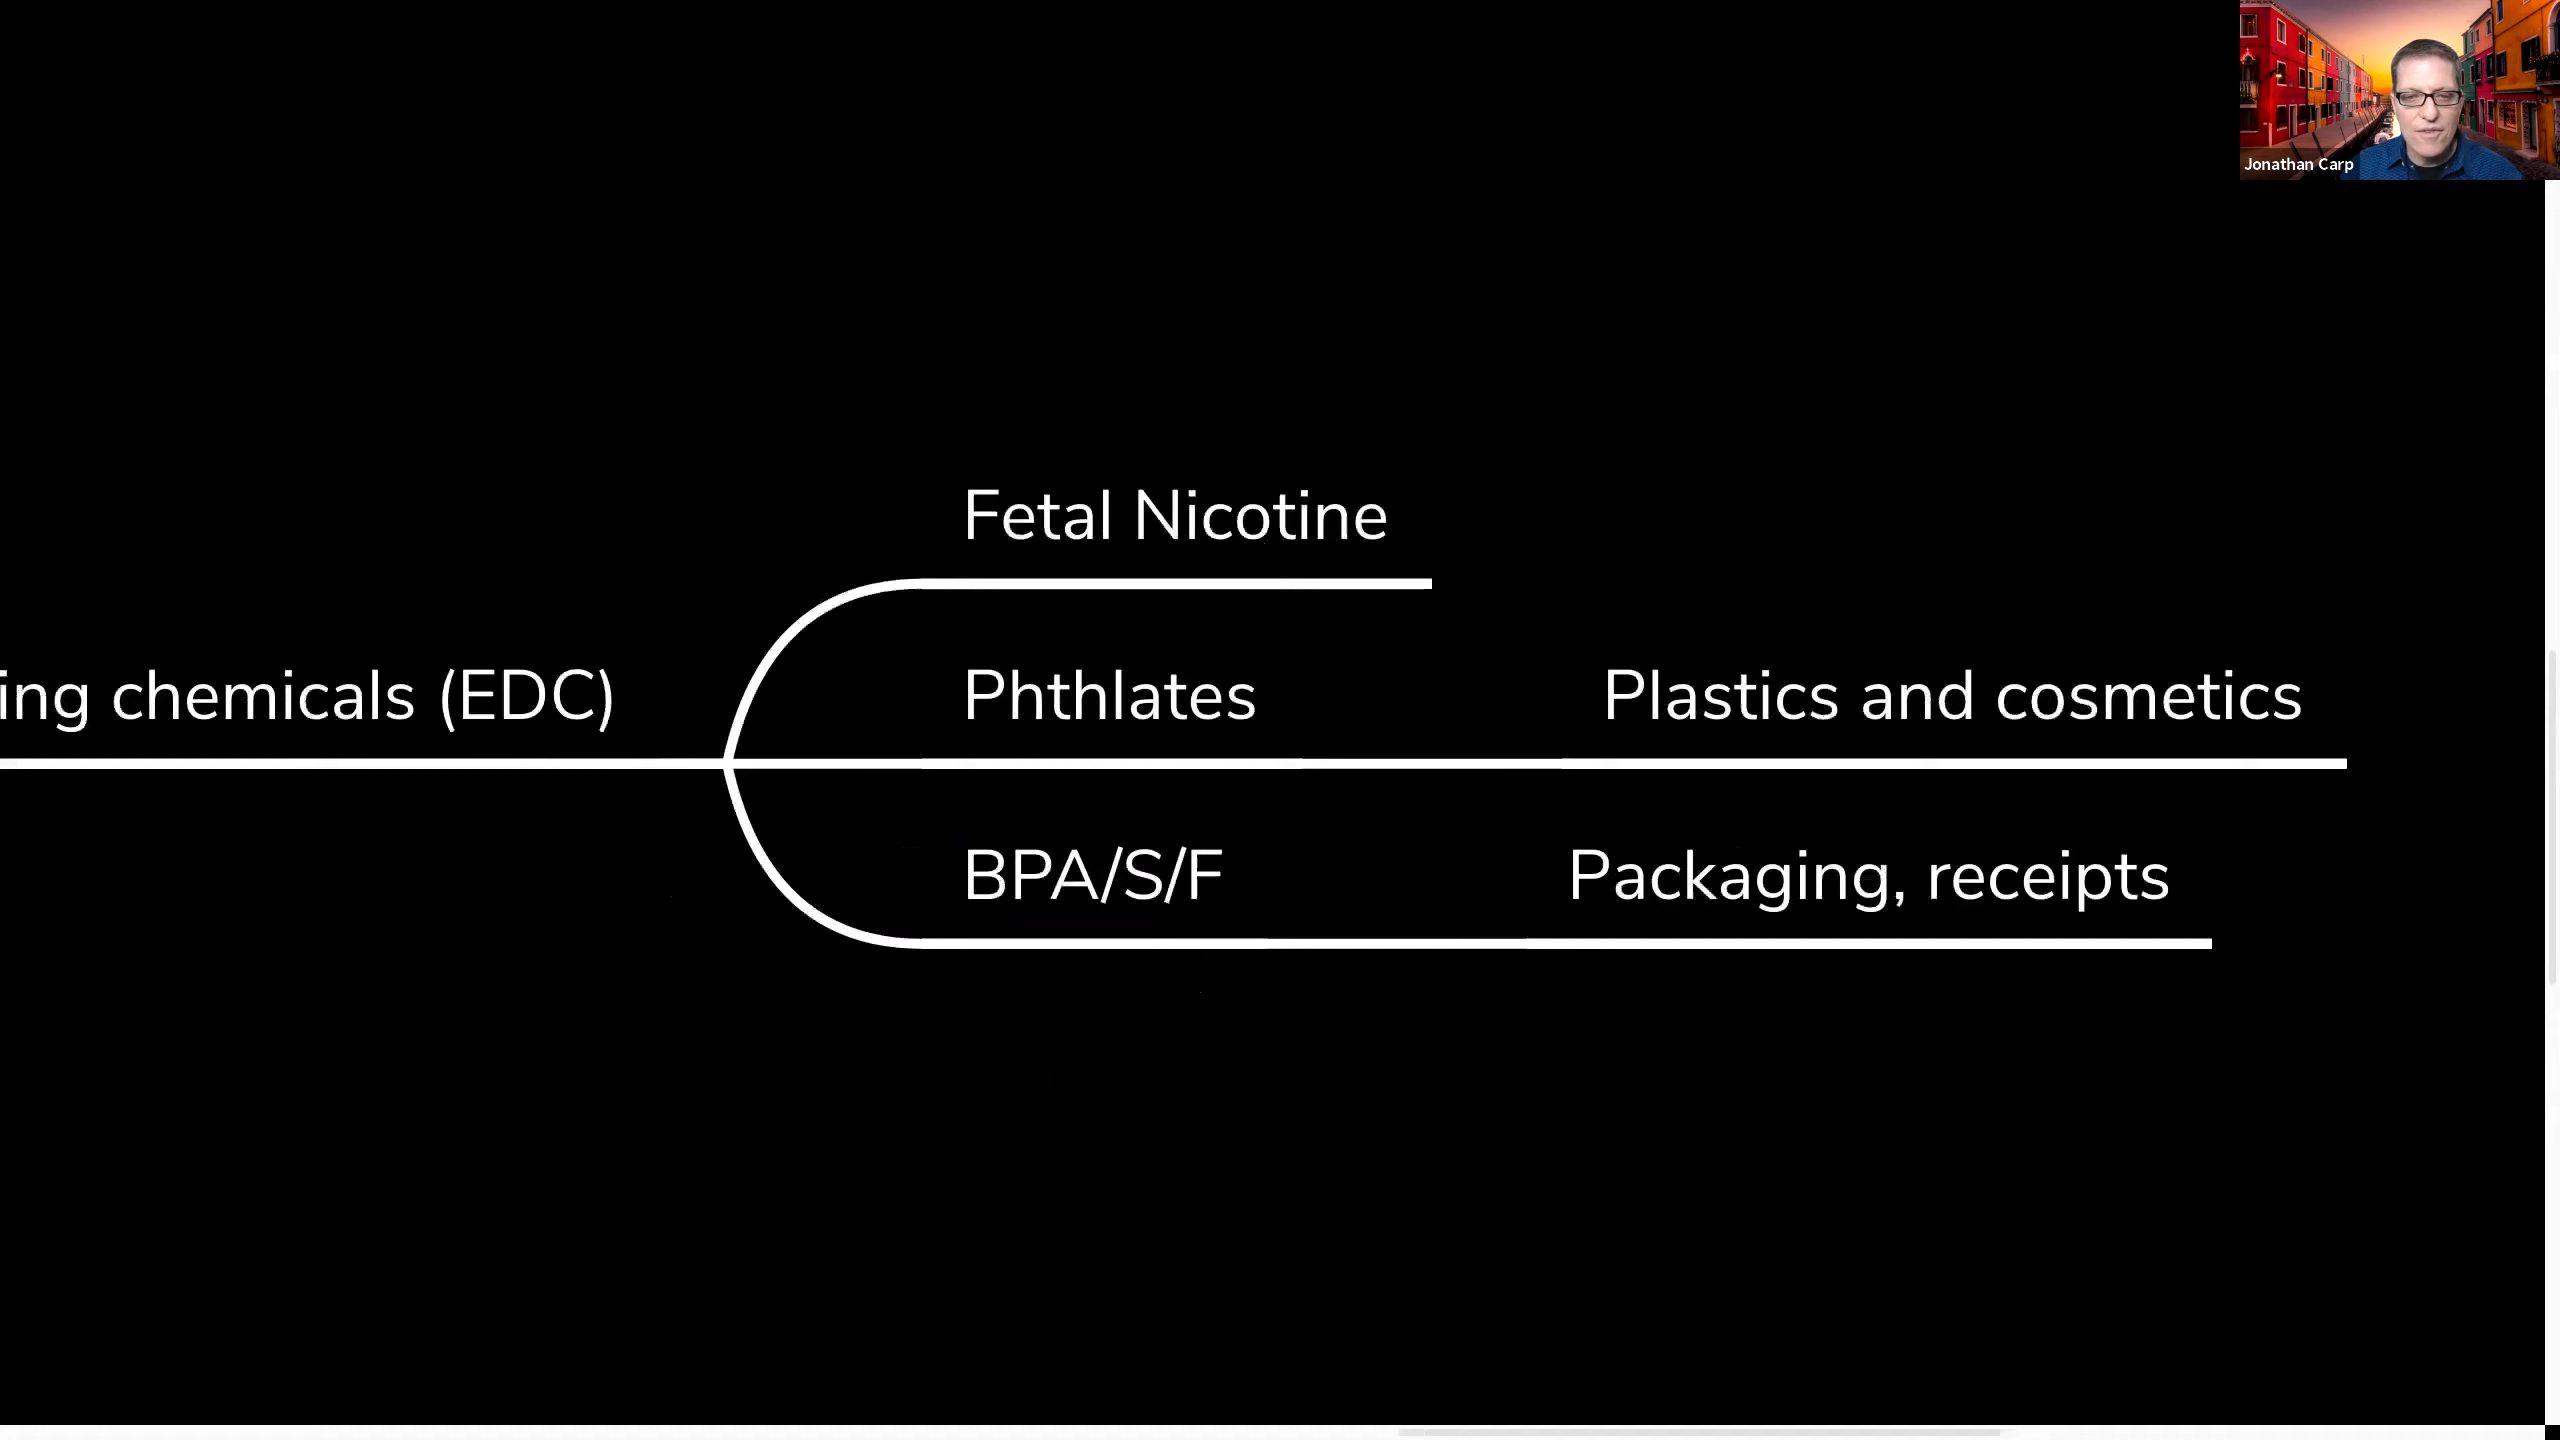 Jonathan Carp
Fetal Nicotine
ing chemicals (EDC)
Phthlates
Plastics and cosmetics
BPA/S/F
Packaging, receipts